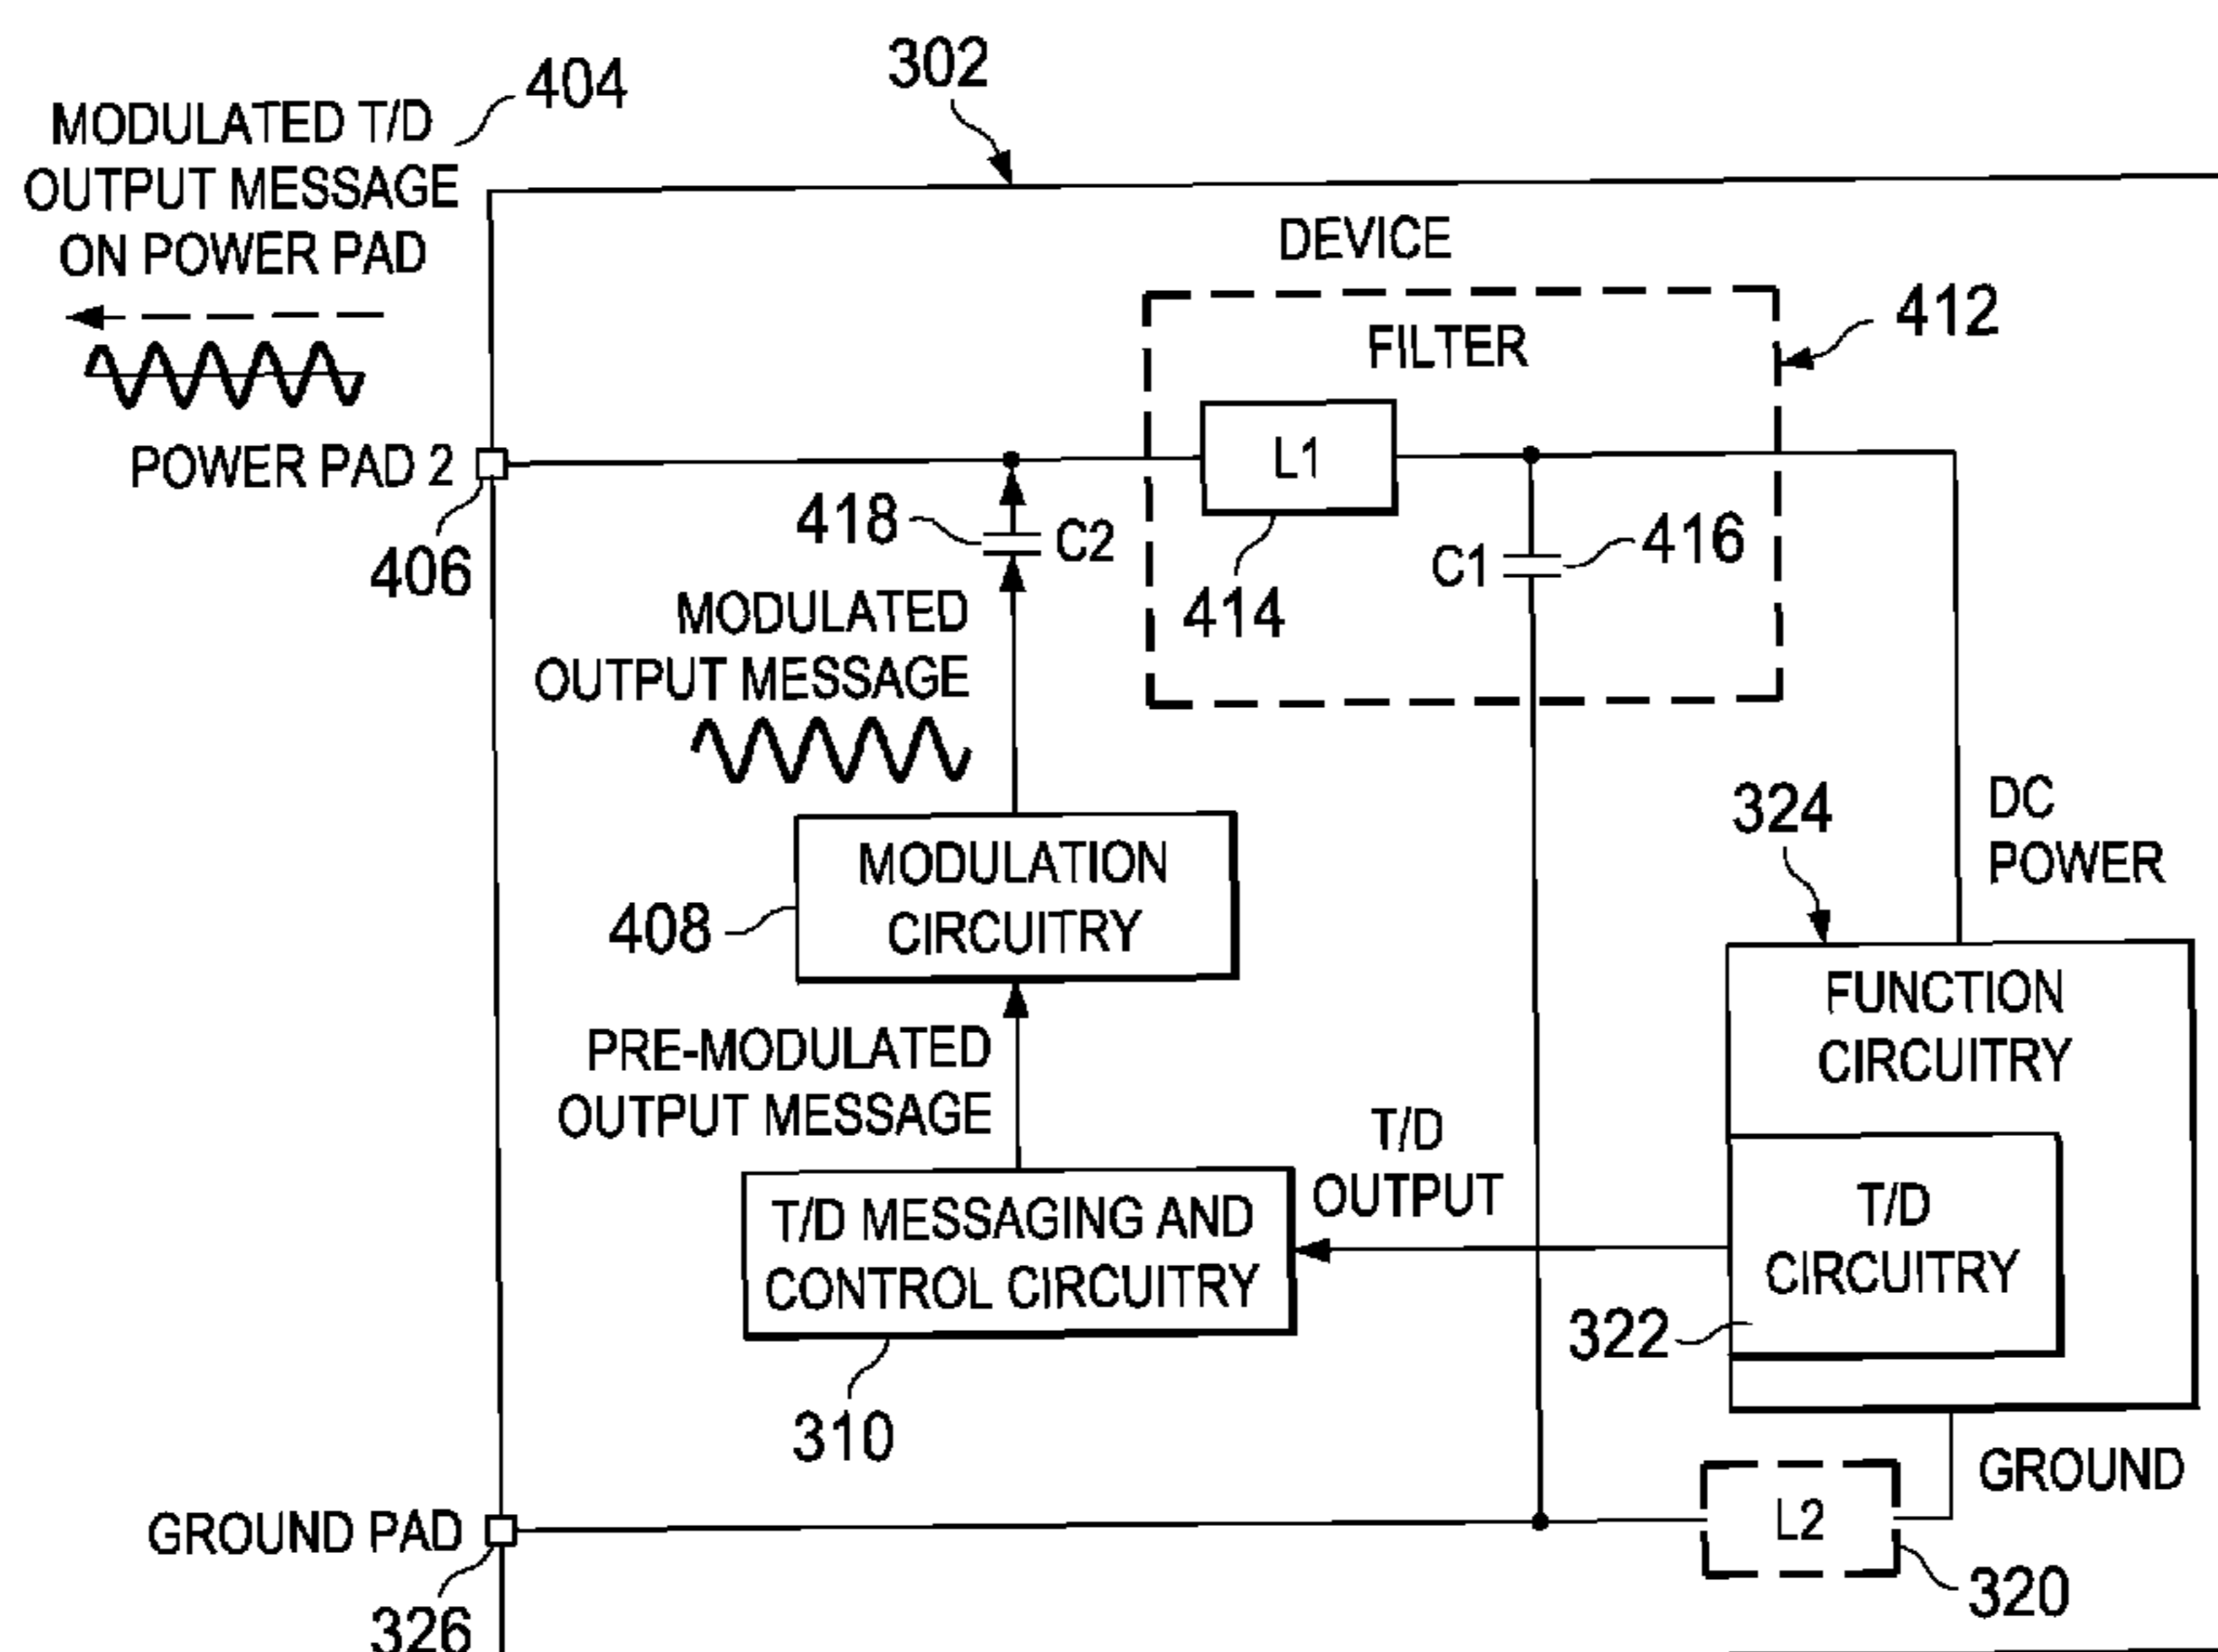 404
302
MODULATED T/D
OUTPUT MESSAGE
ON POWER PAD
DEVICE
412
FILTER
POWER PAD 2
L1
418
C2
C1
416
406
414
MODULATED
OUTPUT MESSAGE
324
DC
POWER
MODULATION
CIRCUITRY
408
FUNCTION
CIRCUITRY
PRE-MODULATED
OUTPUT MESSAGE
T/D
OUTPUT
T/D MESSAGING AND
CONTROL CIRCUITRY
T/D
CIRCUITRY
322
310
GROUND
GROUND PAD
L2
320
326